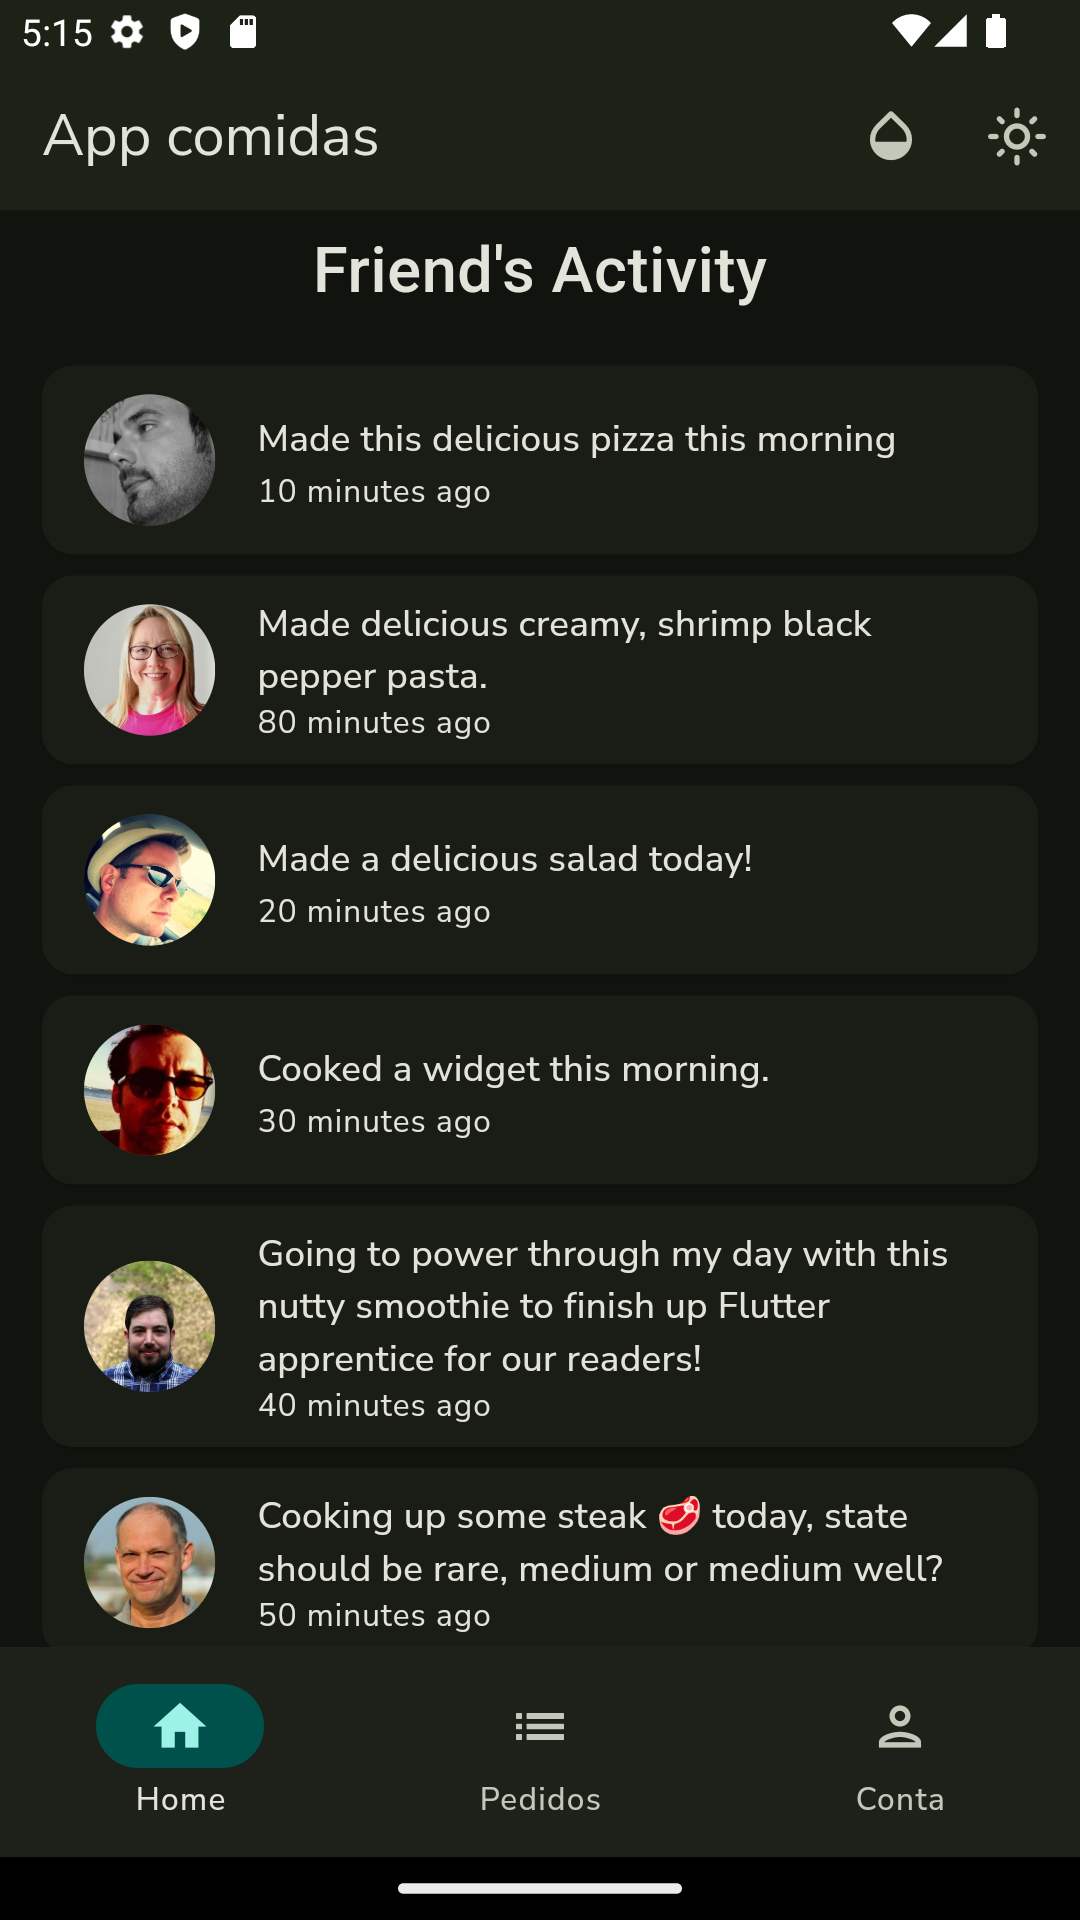 5:15
App comidas
Friend's Activity
Made this delicious pizza this morning
10 minutes ago
Made delicious creamy, shrimp black
pepper pasta.
80 minutes ago
Made a delicious salad today!
20 minutes ago
Cooked a widget this morning.
30 minutes ago
Going to power through my day with this
nutty smoothie to finish up Flutter
apprentice for our readers!
40 minutes ago
Cooking up some steak 🥩 today, state
should be rare, medium or medium well?
50 minutes ago
Home
Pedidos
Conta